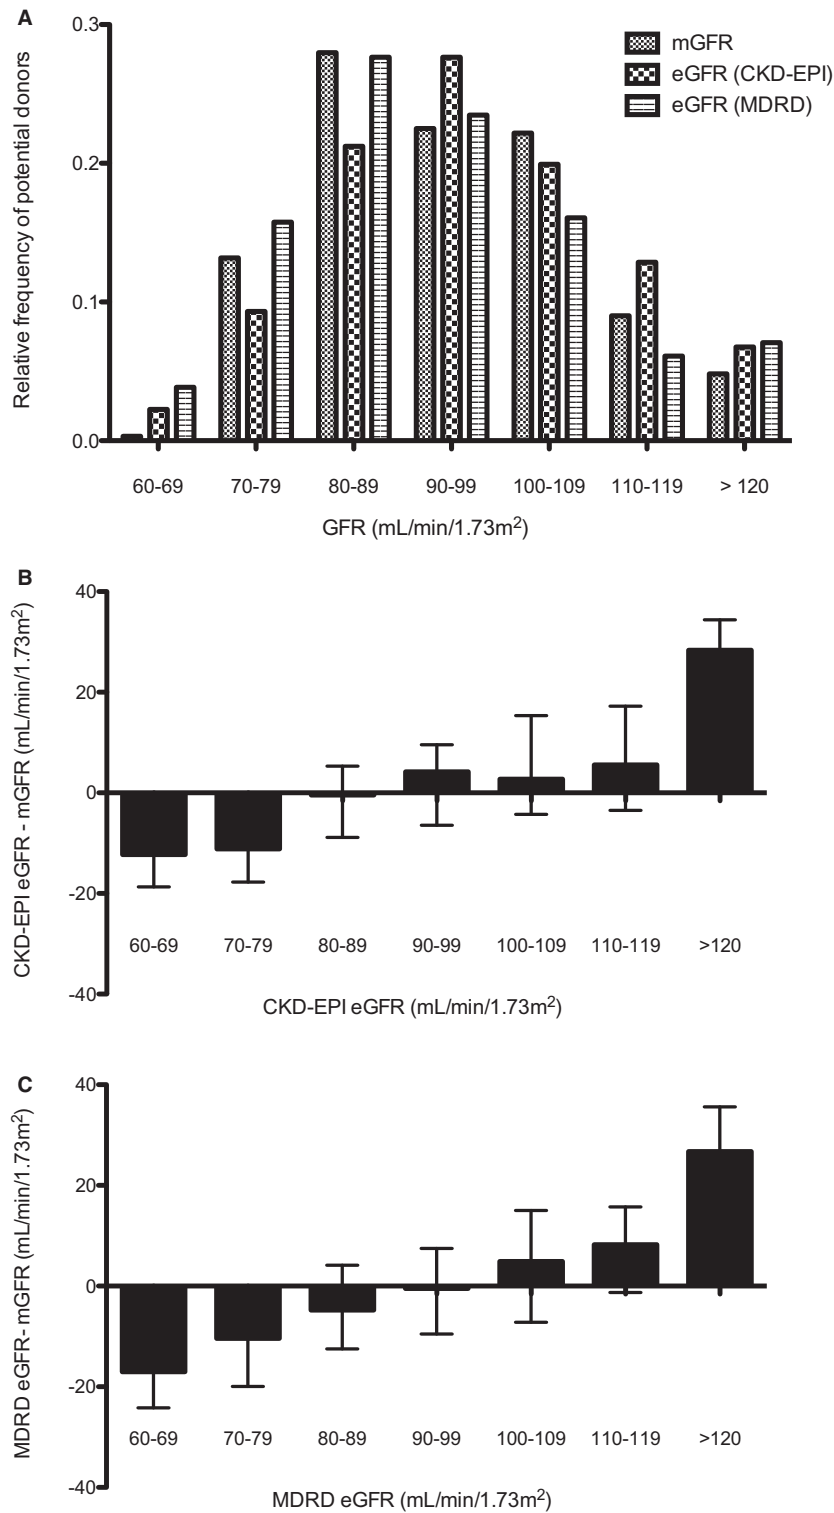 A
0.3
0.2
0.1
0.0
Relative frequency of potential donors
mGFR
eGFR (CKD-EPI)
eGFR (MDRD)
60-69 70-79 80-89 90-99 100-109 110-119 > 120
GFR (mL/min/1.73m²)
B
40
20
0
-20
-40
CKD-EPI eGFR - mGFR (mL/min/1.73m²)
60-69 70-79 80-89 90-99 100-109 110-119 >120
CKD-EPI eGFR (mL/min/1.73m²)
C
40
20
0
-20
-40
MDRD eGFR- mGFR (mL/min/1.73m²)
60-69 70-79 80-89 90-99 100-109 110-119 >120
MDRD eGFR (mL/min/1.73m²)